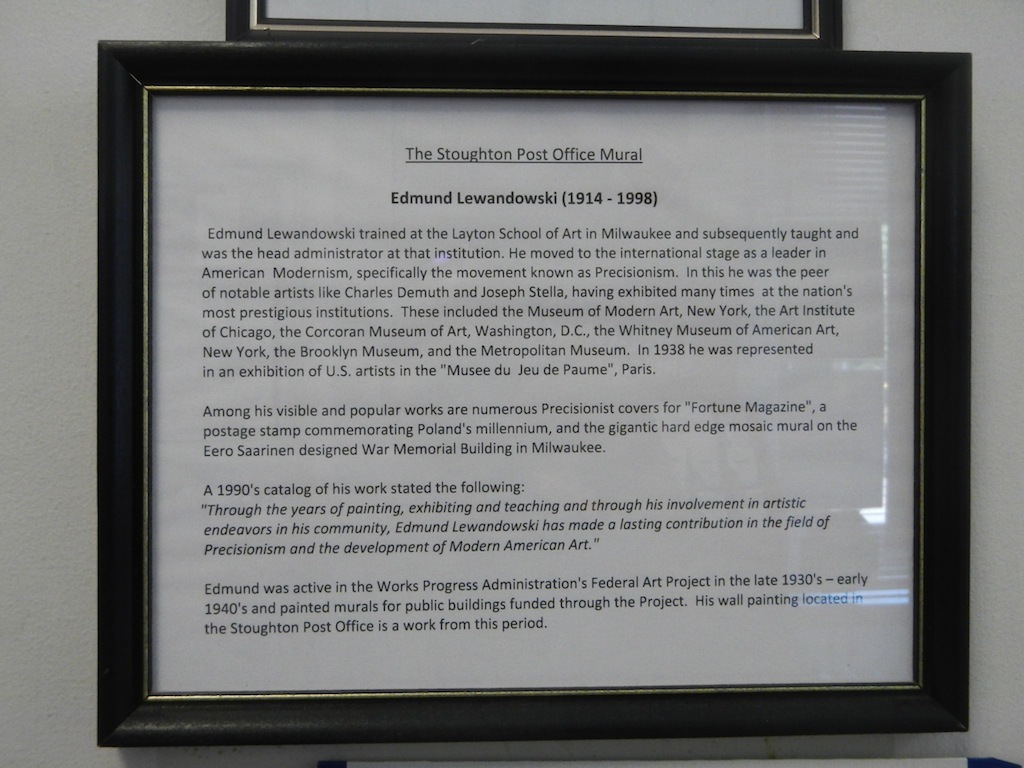 The Stoughton Post Office Mural
Edmund Lewandowski (1914 - 1998)
Edmund Lewandowski trained at the Layton School of Art in Milwaukee and subsequently taught and
was the head administrator at that institution. He moved to the international stage as a leader in
American Modernism, specifically the movement known as Precisionism. In this he was the peer
of notable artists like Charles Demuth and Joseph Stella, having exhibited many times at the nation's
most prestigious institutions. These included the Museum of Modern Art, New York, the Art Institute
of Chicago, the Corcoran Museum of Art, Washington, D.C., the Whitney Museum of American Art,
New York, the Brooklyn Museum, and the Metropolitan Museum. In 1938 he was represented
in an exhibition of U.S. artists in the "Musee du Jeu de Paume", Paris.
Among his visible and popular works are numerous Precisionist covers for "Fortune Magazine", a
postage stamp commemorating Poland's millennium, and the gigantic hard edge mosaic mural on the
Eero Saarinen designed War Memorial Building in Milwaukee.
A 1990's catalog of his work stated the following:
"Through the years of painting, exhibiting and teaching and through his involvement in artistic
endeavors in his community, Edmund Lewandowski has made a lasting contribution in the field of
Precisionism and the development of Modern American Art."
Edmund was active in the Works Progress Administration's Federal Art Project in the late 1930's – early
1940's and painted murals for public buildings funded through the Project. His wall painting located in
the Stoughton Post Office is a work from this period.